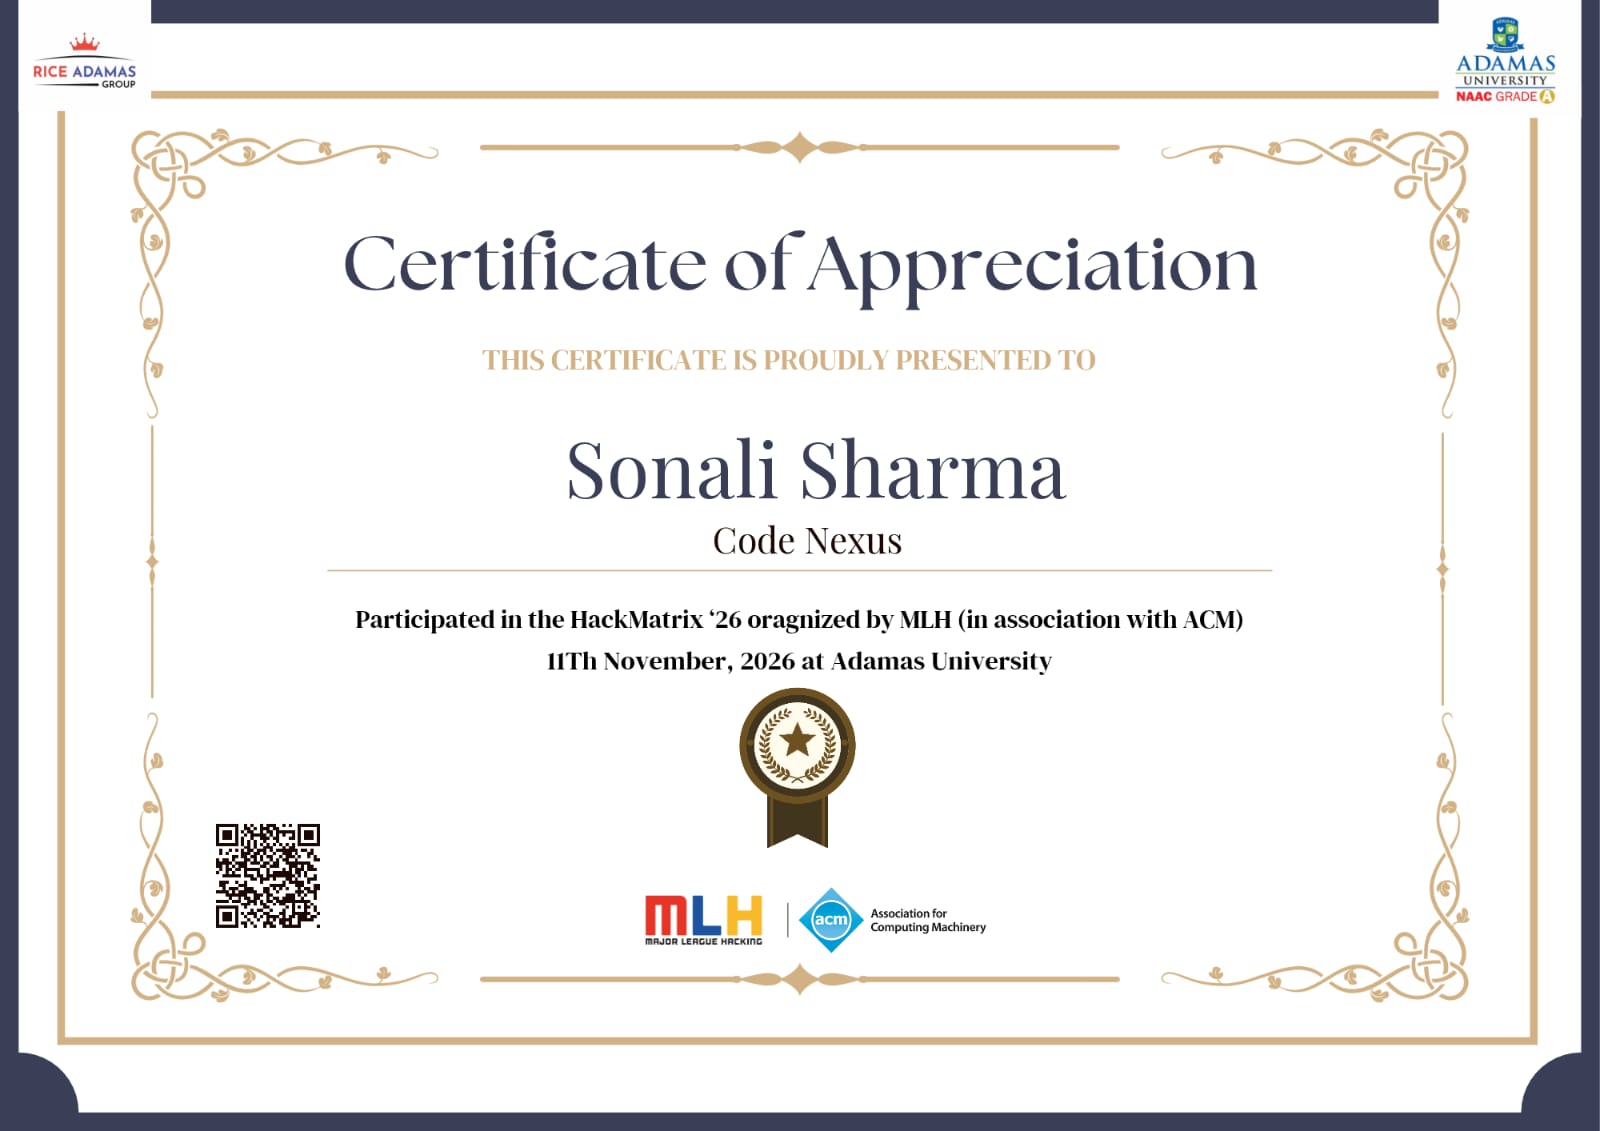 RICE ADAMAS
GROUP
ADAMAS
UNIVERSITY
NAAC GRADE A
Certificate of Appreciation
THIS CERTIFICATE IS PROUDLY PRESENTED TO
Sonali Sharma
Code Nexus
Participated in the HackMatrix ‘26 oragnized by MLH (in association with ACM)
11Th November, 2026 at Adamas University
MLH
MAJOR LEAGUE HACKING
acm
Association for
Computing Machinery